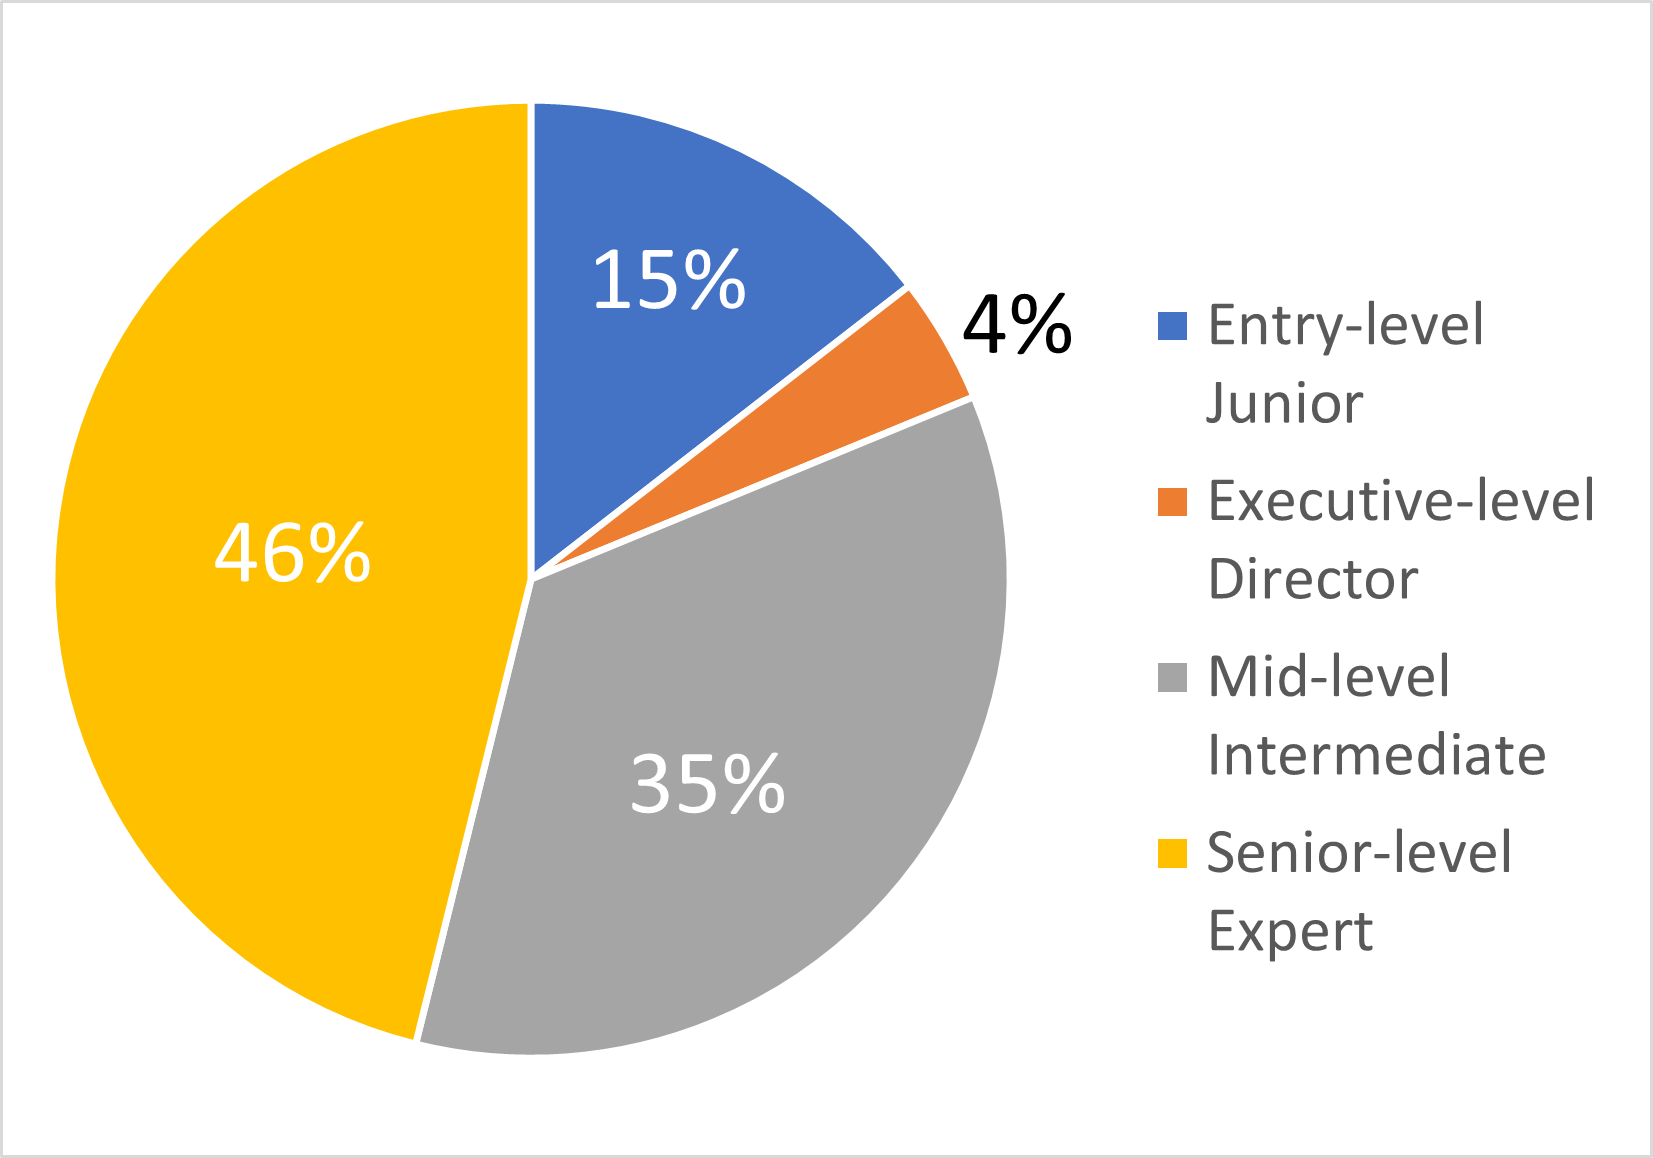 15%
4%
46%
35%
Entry-level
Junior
Executive-level
Director
Mid-level
Intermediate
Senior-level
Expert